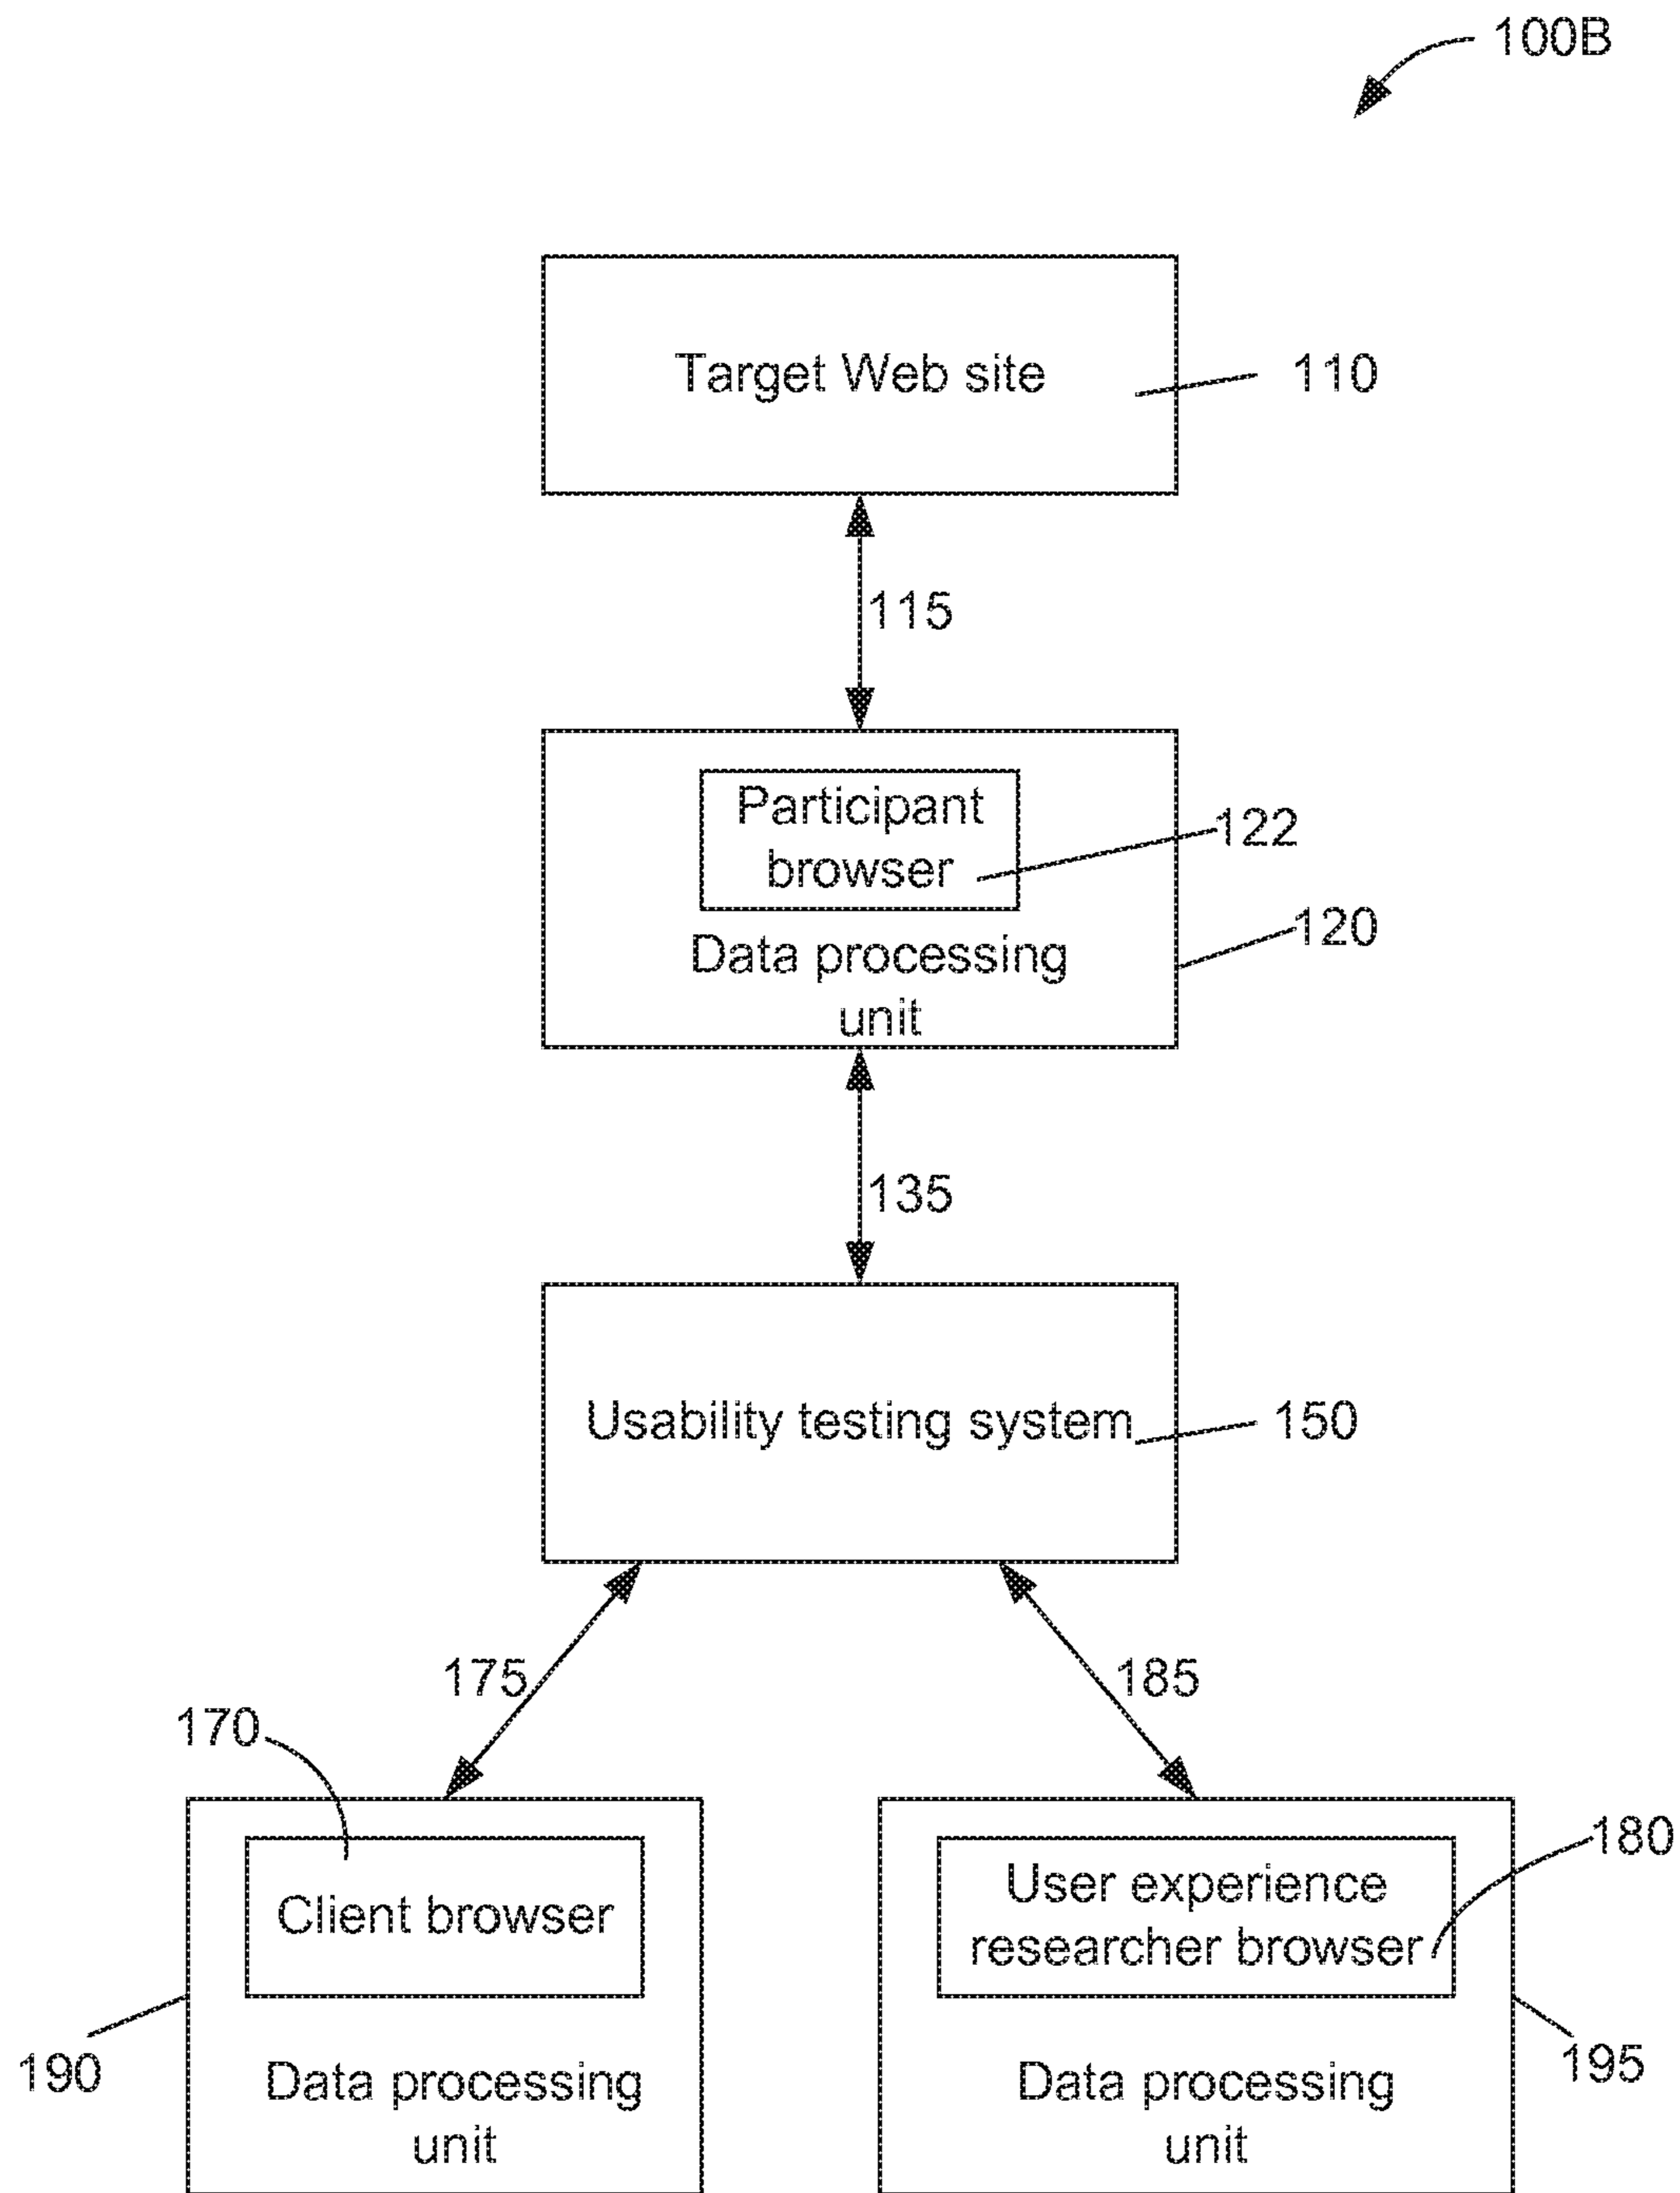 100B
Target Web site
110
115
Participant
browser
122
Data processing
unit
120
135
Usability testing system
150
175
185
170
Client browser
190
Data processing
unit
User experience
researcher browser
180
195
Data processing
unit